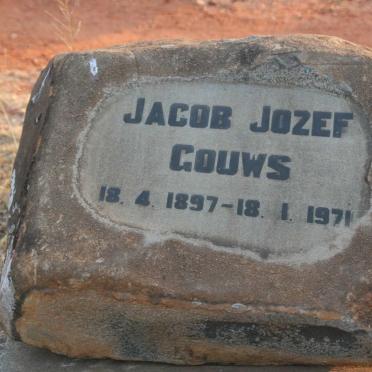 JACOB JOZEF
GOUWS
18. 4. 1897-18. 1. 1971